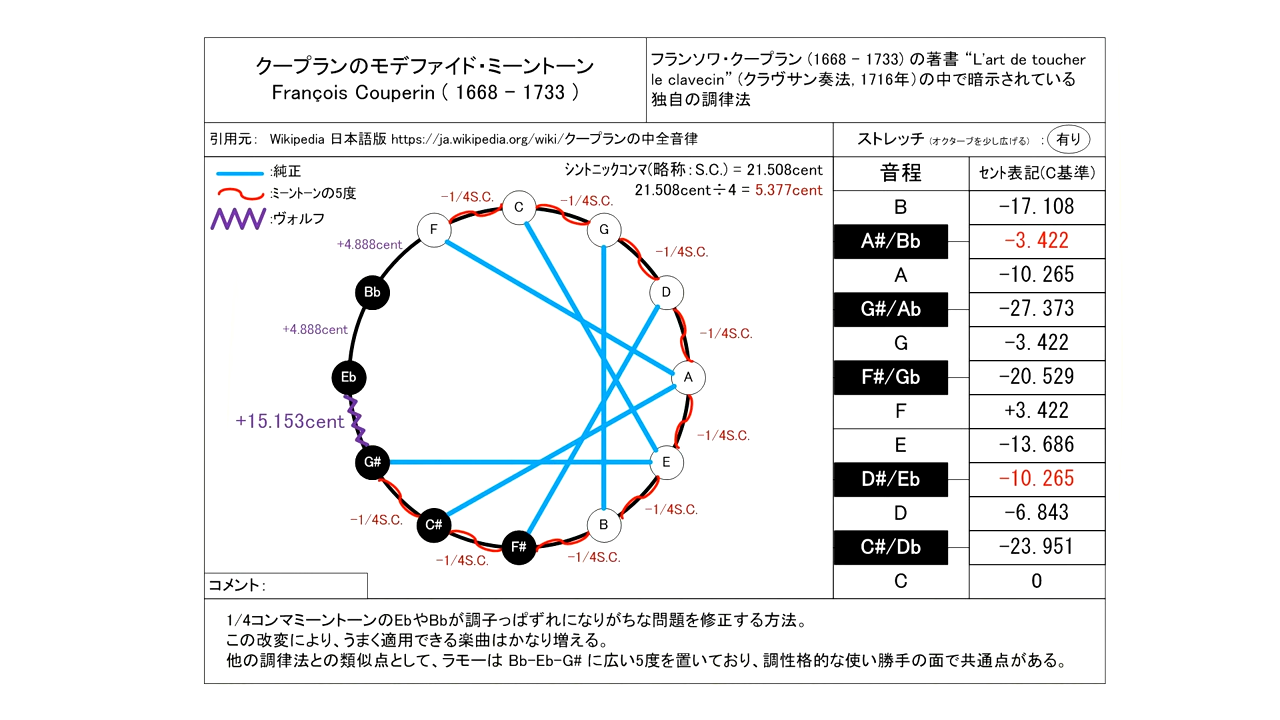 クープランのモデファイド・ミーントーン
François Couperin ( 1668 - 1733 )
フランソワ・クープラン (1668 - 1733) の著書 “L'art de toucher
le clavecin” (クラヴサン奏法, 1716年) の中で暗示されている
独自の調律法
引用元: Wikipedia 日本語版 https://ja.wikipedia.org/wiki/クープランの中全音律
ストレッチ (オクターブを少し広げる) : 有り
:純正
:ミーントーンの5度
:ヴォルフ
シントニックコンマ(略称:S.C.) = 21.508cent
21.508cent÷4 = 5.377cent
-1/4S.C.
-1/4S.C.
C
F
G
+4.888cent
-1/4S.C.
Bb
D
+4.888cent
-1/4S.C.
Eb
A
+15.153cent
-1/4S.C.
G#
E
-1/4S.C.
-1/4S.C.
C#
B
F#
-1/4S.C.
-1/4S.C.
音程 セント表記(C基準)
B -17.108
A#/Bb -3.422
A -10.265
G#/Ab -27.373
G -3.422
F#/Gb -20.529
F +3.422
E -13.686
D#/Eb -10.265
D -6.843
C#/Db -23.951
C 0
コメント:
1/4コンマミーントーンのEbやBbが調子っぱずれになりがちな問題を修正する方法。
この改変により、うまく適用できる楽曲はかなり増える。
他の調律法との類似点として、ラモーは Bb-Eb-G# に広い5度を置いており、調性格的な使い勝手の面で共通点がある。